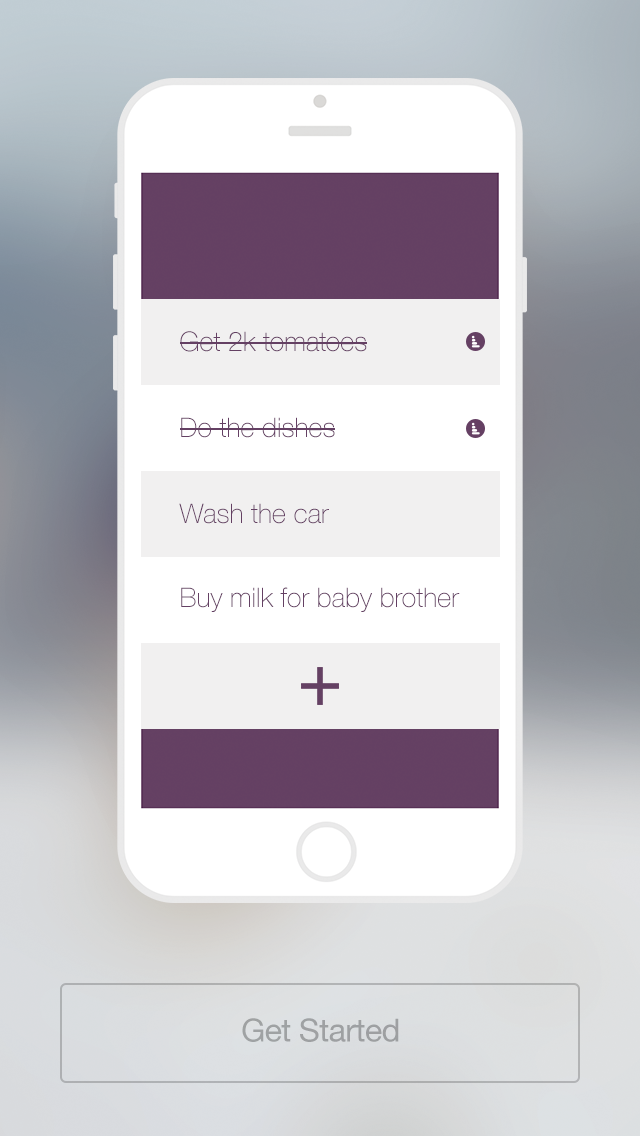 Get 2k tomatoes
Do the dishes
Wash the car
Buy milk for baby brother
Get Started